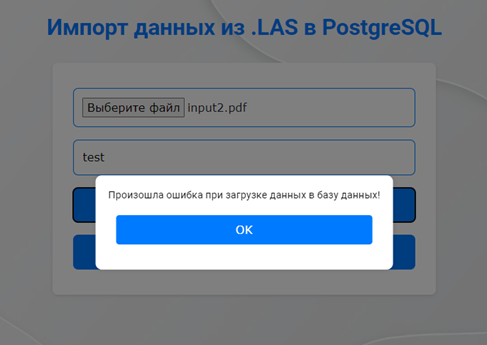 Импорт данных из .LAS в PostgreSQL
Выберите файл input2.pdf
test
Произошла ошибка при загрузке данных в базу данных!
OK